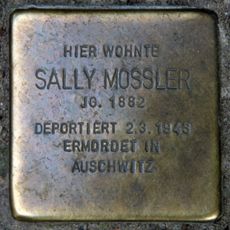 HIER WOHNTE
SALLY MOSSLER
JG. 1882
DEPORTIERT 2.3.1943
ERMORDET IN
AUSCHWITZ